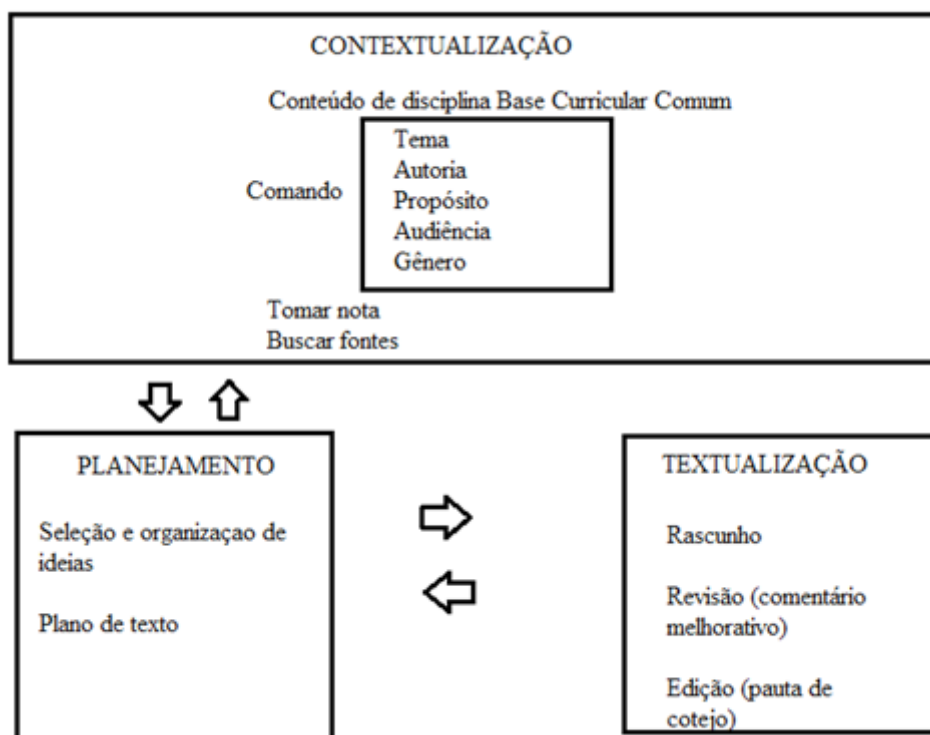 CONTEXTUALIZAÇÃO
Conteúdo de disciplina Base Curricular Comum
Comando
Tema
Autoria
Propósito
Audiência
Gênero
Tomar nota
Buscar fontes
PLANEJAMENTO
Seleção e organizaçao de
ideias
Plano de texto
TEXTUALIZAÇÃO
Rascunho
Revisão (comentário
melhorativo)
Edição (pauta de
cotejo)